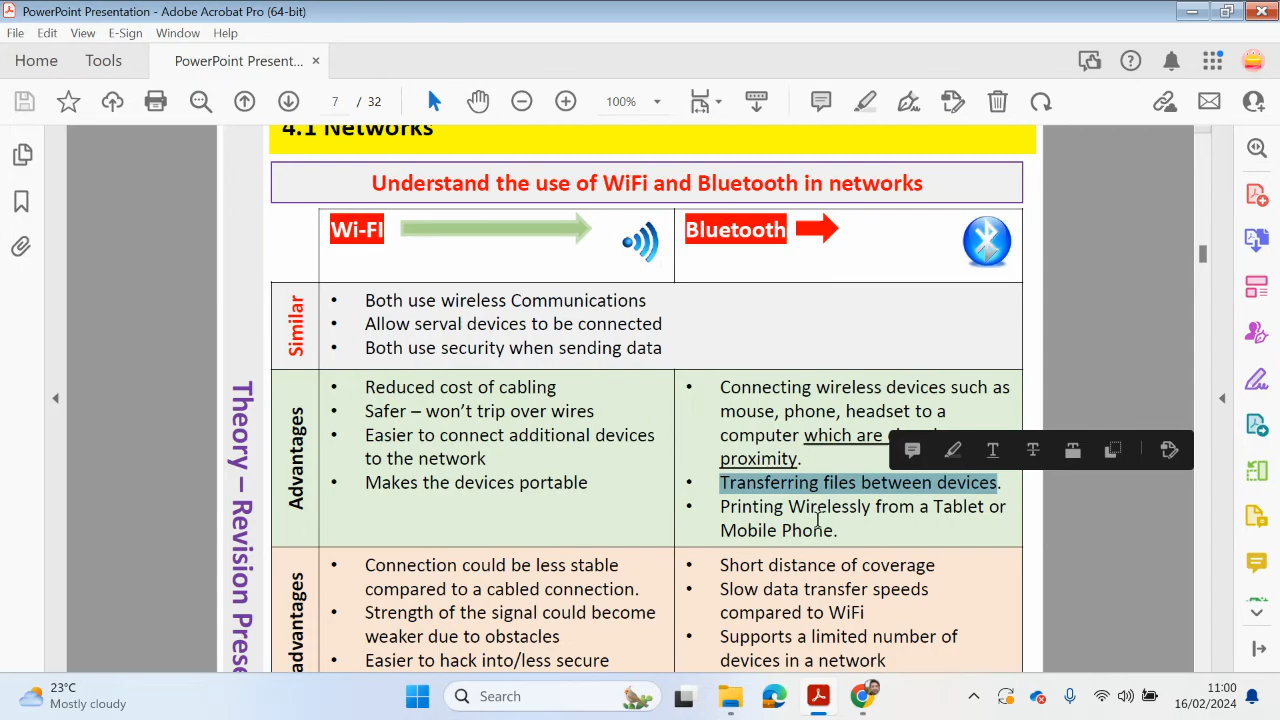 PowerPoint Presentation - Adobe Acrobat Pro (64-bit)
File Edit View E-Sign Window Help
Home Tools PowerPoint Present... ×
7 / 32 100%
4.1 Networks
Understand the use of WiFi and Bluetooth in networks
Wi-FI
Bluetooth
Similar
• Both use wireless Communications
• Allow serval devices to be connected
• Both use security when sending data
Advantages
• Reduced cost of cabling
• Safer – won't trip over wires
• Easier to connect additional devices
to the network
• Makes the devices portable
• Connecting wireless devices such as
mouse, phone, headset to a
computer which are
proximity.
• Transferring files between devices.
• Printing Wirelessly from a Tablet or
Mobile Phone.
advantages
• Connection could be less stable
compared to a cabled connection.
• Strength of the signal could become
weaker due to obstacles
• Easier to hack into/less secure
• Short distance of coverage
• Slow data transfer speeds
compared to WiFi
• Supports a limited number of
devices in a network
Theory – Revision Prese
23°C
Mostly cloudy
Search
11:00
16/02/2024